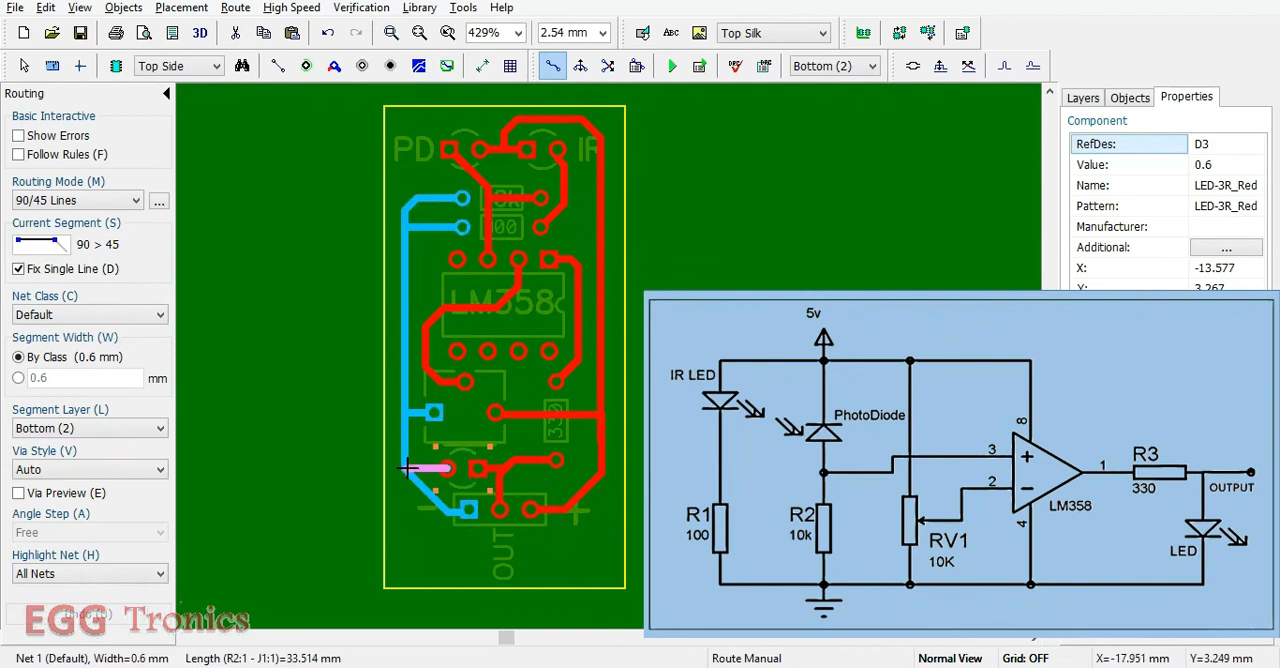 File Edit View Objects Placement Route High Speed Verification Library Tools Help
3D 429% 2.54 mm Abc Top Silk
Top Side Bottom (2)
Routing
Basic Interactive
Show Errors
Follow Rules (F)
Routing Mode (M)
90/45 Lines ...
Current Segment (S)
90 > 45
Fix Single Line (D)
Net Class (C)
Default
Segment Width (W)
By Class (0.6 mm)
0.6 mm
Segment Layer (L)
Bottom (2)
Via Style (V)
Auto
Via Preview (E)
Angle Step (A)
Free
Highlight Net (H)
All Nets
EGG Tronics
PD IR
LM358
330
OUT
Layers Objects Properties
Component
RefDes: D3
Value: 0.6
Name: LED-3R_Red
Pattern: LED-3R_Red
Manufacturer:
Additional: ...
X: -13.577
5v
IR LED
PhotoDiode
8
3
2
4
1
R3
330
OUTPUT
LM358
R1
100
R2
10k
RV1
10K
LED
Net 1 (Default), Width=0.6 mm Length (R2:1 - J1:1)=33.514 mm Route Manual Normal View Grid: OFF X=-17.951 mm Y=3.249 mm